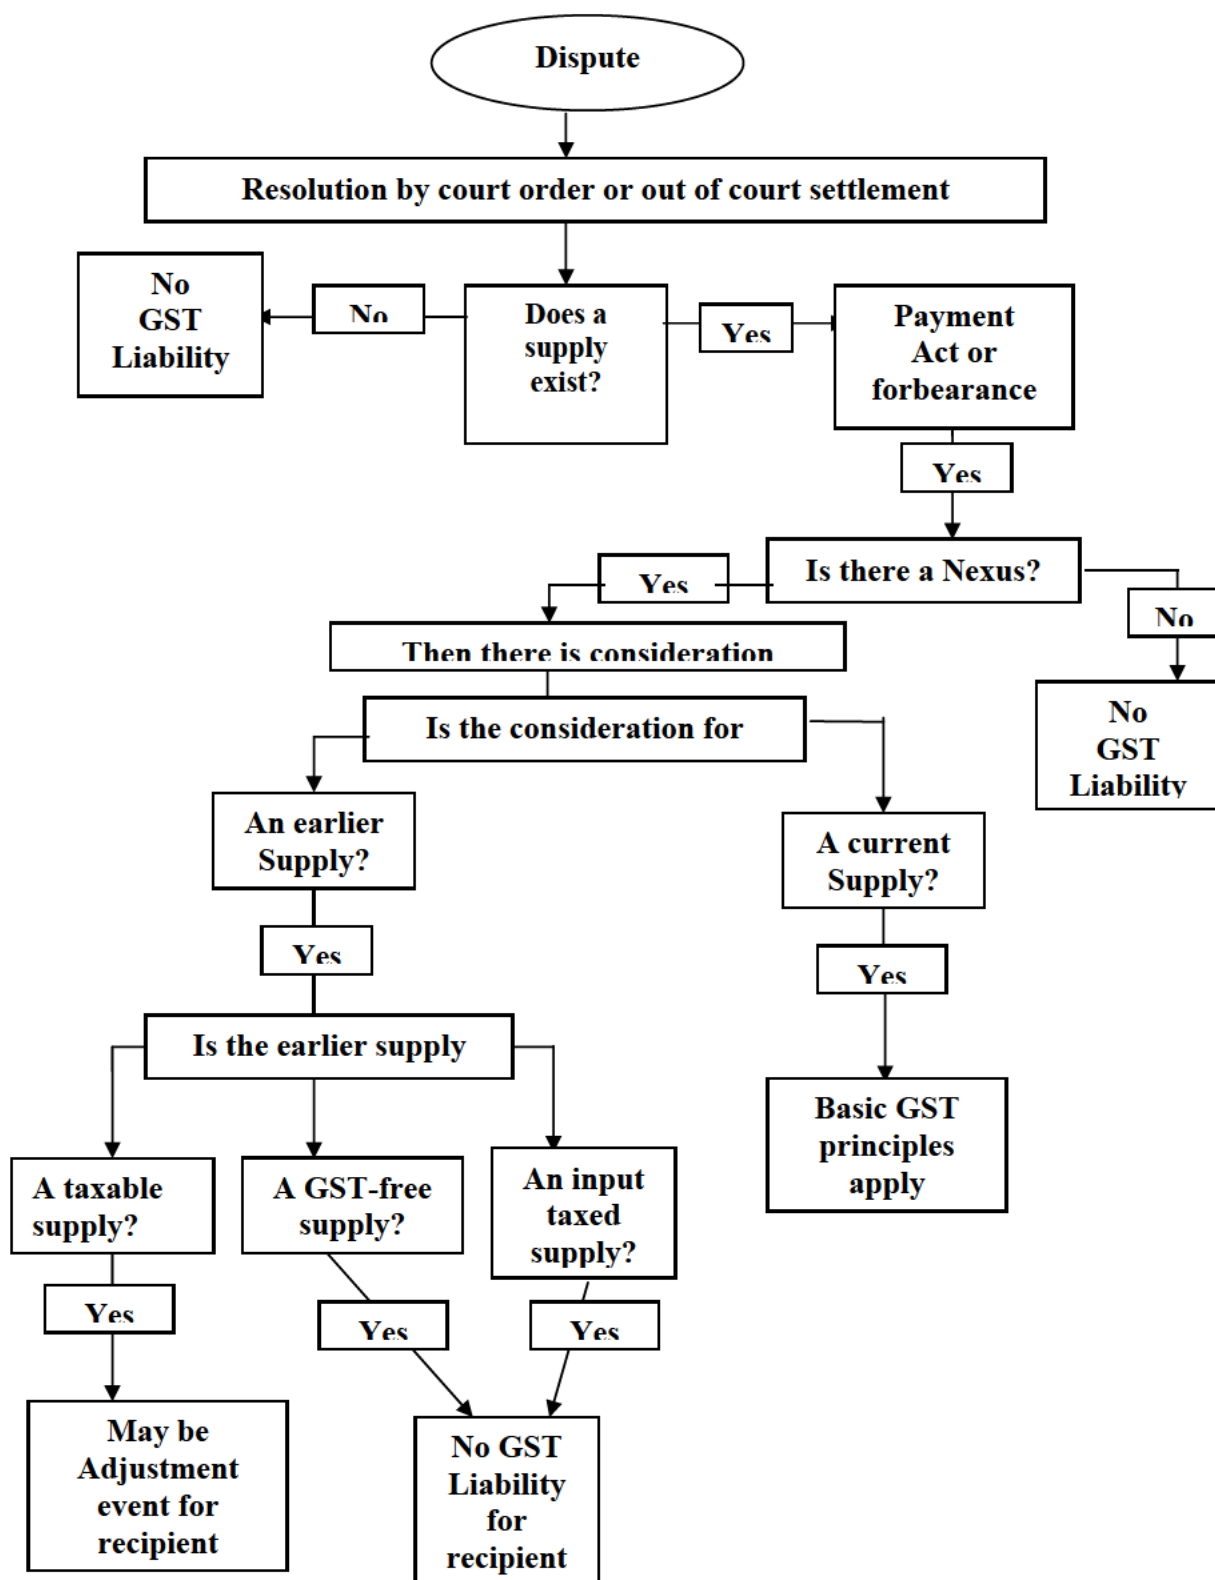 Dispute
Resolution by court order or out of court settlement
No
GST
Liability
No
Does a
supply
exist?
Yes
Payment
Act or
forbearance
Yes
Is there a Nexus?
Yes
No
Then there is consideration
No
GST
Liability
Is the consideration for
An earlier
Supply?
A current
Supply?
Yes
Yes
Is the earlier supply
Basic GST
principles
apply
A taxable
supply?
A GST-free
supply?
An input
taxed
supply?
Yes
Yes
Yes
May be
Adjustment
event for
recipient
No GST
Liability
for
recipient